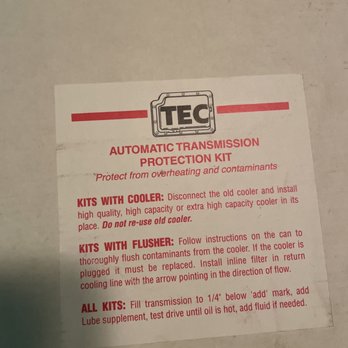 TEC
AUTOMATIC TRANSMISSION
PROTECTION KIT
Protect from overheating and contaminants
KITS WITH COOLER: Disconnect the old cooler and install
high quality, high capacity or extra high capacity cooler in its
place. Do not re-use old cooler.
KITS WITH FLUSHER: Follow instructions on the can to
thoroughly flush contaminants from the cooler. If the cooler is
plugged it must be replaced. Install inline filter in return
cooling line with the arrow pointing in the direction of flow.
ALL KITS: Fill transmission to 1/4' below 'add' mark, add
Lube supplement, test drive until oil is hot, add fluid if needed.